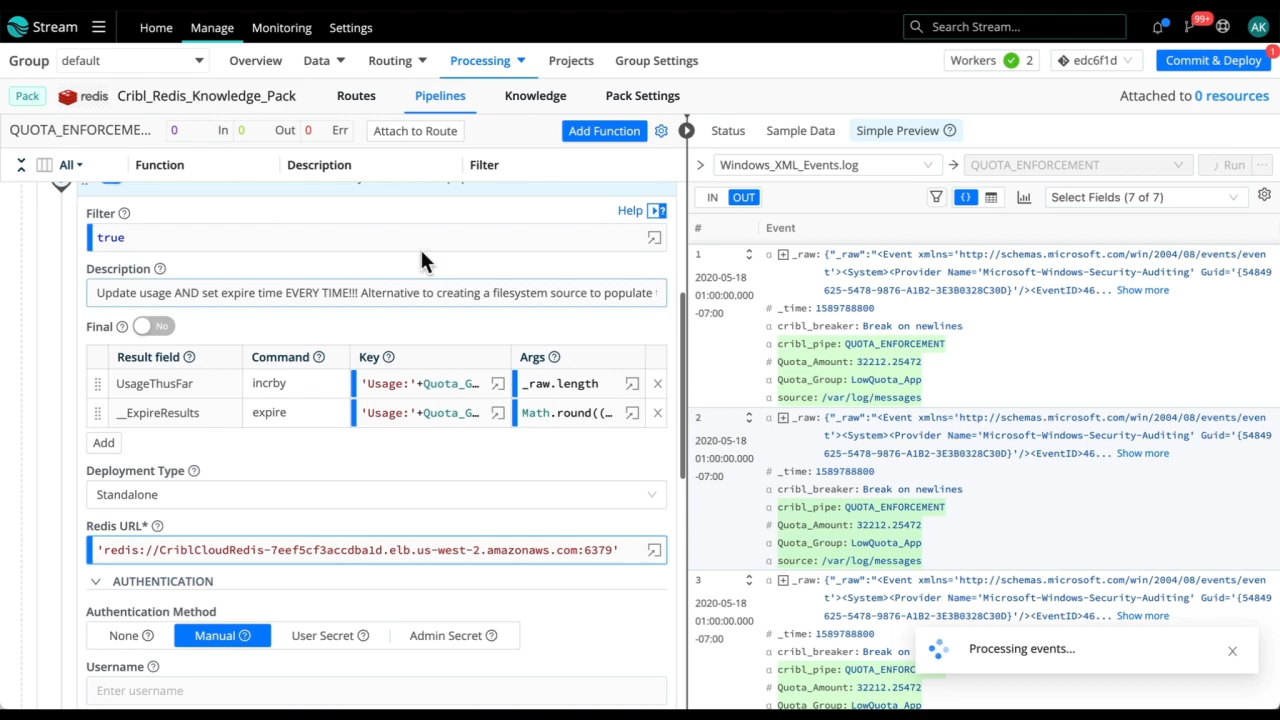 Stream Home Manage Monitoring Settings Search Stream... 99+ AK
Group default Overview Data Routing Processing Projects Group Settings Workers 2 edc6f1d Commit & Deploy 1
Pack redis Cribl_Redis_Knowledge_Pack Routes Pipelines Knowledge Pack Settings Attached to 0 resources
QUOTA_ENFORCEME... 0 In 0 Out 0 Err Attach to Route Add Function
All Function Description Filter
Filter
Help
true
Description
Update usage AND set expire time EVERY TIME!!! Alternative to creating a filesystem source to populate
Final No
Result field Command Key Args
UsageThusFar incrby 'Usage:'+Quota_G... _raw.length
__ExpireResults expire 'Usage:'+Quota_G... Math.round((...
Add
Deployment Type
Standalone
Redis URL*
'redis://CriblCloudRedis-7eef5cf3accdba1d.elb.us-west-2.amazonaws.com:6379'
AUTHENTICATION
Authentication Method
None Manual User Secret Admin Secret
Username
Enter username
Status Sample Data Simple Preview
Windows_XML_Events.log QUOTA_ENFORCEMENT Run ...
IN OUT Select Fields (7 of 7)
# Event
1
2020-05-18
01:00:00.000
-07:00
α _raw: {"_raw":"<Event xmlns='http://schemas.microsoft.com/win/2004/08/events/even
t'><System><Provider Name='Microsoft-Windows-Security-Auditing' Guid='{54849
625-5478-9876-A1B2-3E3B0328C30D}'/><EventID>46... Show more
# _time: 1589788800
α cribl_breaker: Break on newlines
α cribl_pipe: QUOTA_ENFORCEMENT
# Quota_Amount: 32212.25472
α Quota_Group: LowQuota_App
α source: /var/log/messages
2
2020-05-18
01:00:00.000
-07:00
α _raw: {"_raw":"<Event xmlns='http://schemas.microsoft.com/win/2004/08/events/even
t'><System><Provider Name='Microsoft-Windows-Security-Auditing' Guid='{54849
625-5478-9876-A1B2-3E3B0328C30D}'/><EventID>46... Show more
# _time: 1589788800
α cribl_breaker: Break on newlines
α cribl_pipe: QUOTA_ENFORCEMENT
# Quota_Amount: 32212.25472
α Quota_Group: LowQuota_App
α source: /var/log/messages
3
2020-05-18
01:00:00.000
-07:00
α _raw: {"_raw":"<Event xmlns='http://schemas.microsoft.com/win/2004/08/events/even
t'><System><Provider Name='Microsoft-Windows-Security-Auditing' Guid='{54849
625-5478-9876-A1B2-3E3B0328C30D}'/><EventID>46... Show more
# _time: 1589788800
α cribl_breaker: Break on
α cribl_pipe: QUOTA_ENFORC
# Quota_Amount: 32212.25472
α Quota_Group: LowQuota_App
Processing events...